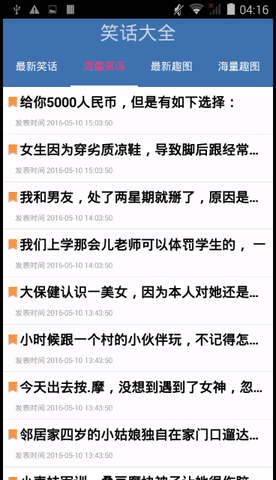 04:16
笑话大全
最新笑话 海量笑话 最新趣图 海量趣图
给你5000人民币，但是有如下选择：
发表时间 2016-05-10 15:03:50
女生因为穿劣质凉鞋，导致脚后跟经常...
发表时间 2016-05-10 15:03:50
我和男友，处了两星期就掰了，原因是...
发表时间 2016-05-10 14:03:50
我们上学那会儿老师可以体罚学生的， 一
发表时间 2016-05-10 14:03:50
大保健认识一美女，因为本人对她还是...
发表时间 2016-05-10 13:43:50
小时候跟一个村的小伙伴玩，不记得怎...
发表时间 2016-05-10 13:43:50
今天出去按.摩，没想到遇到了女神，忽...
发表时间 2016-05-10 13:43:50
邻居家四岁的小姑娘独自在家门口遛达...
发表时间 2016-05-10 13:43:50